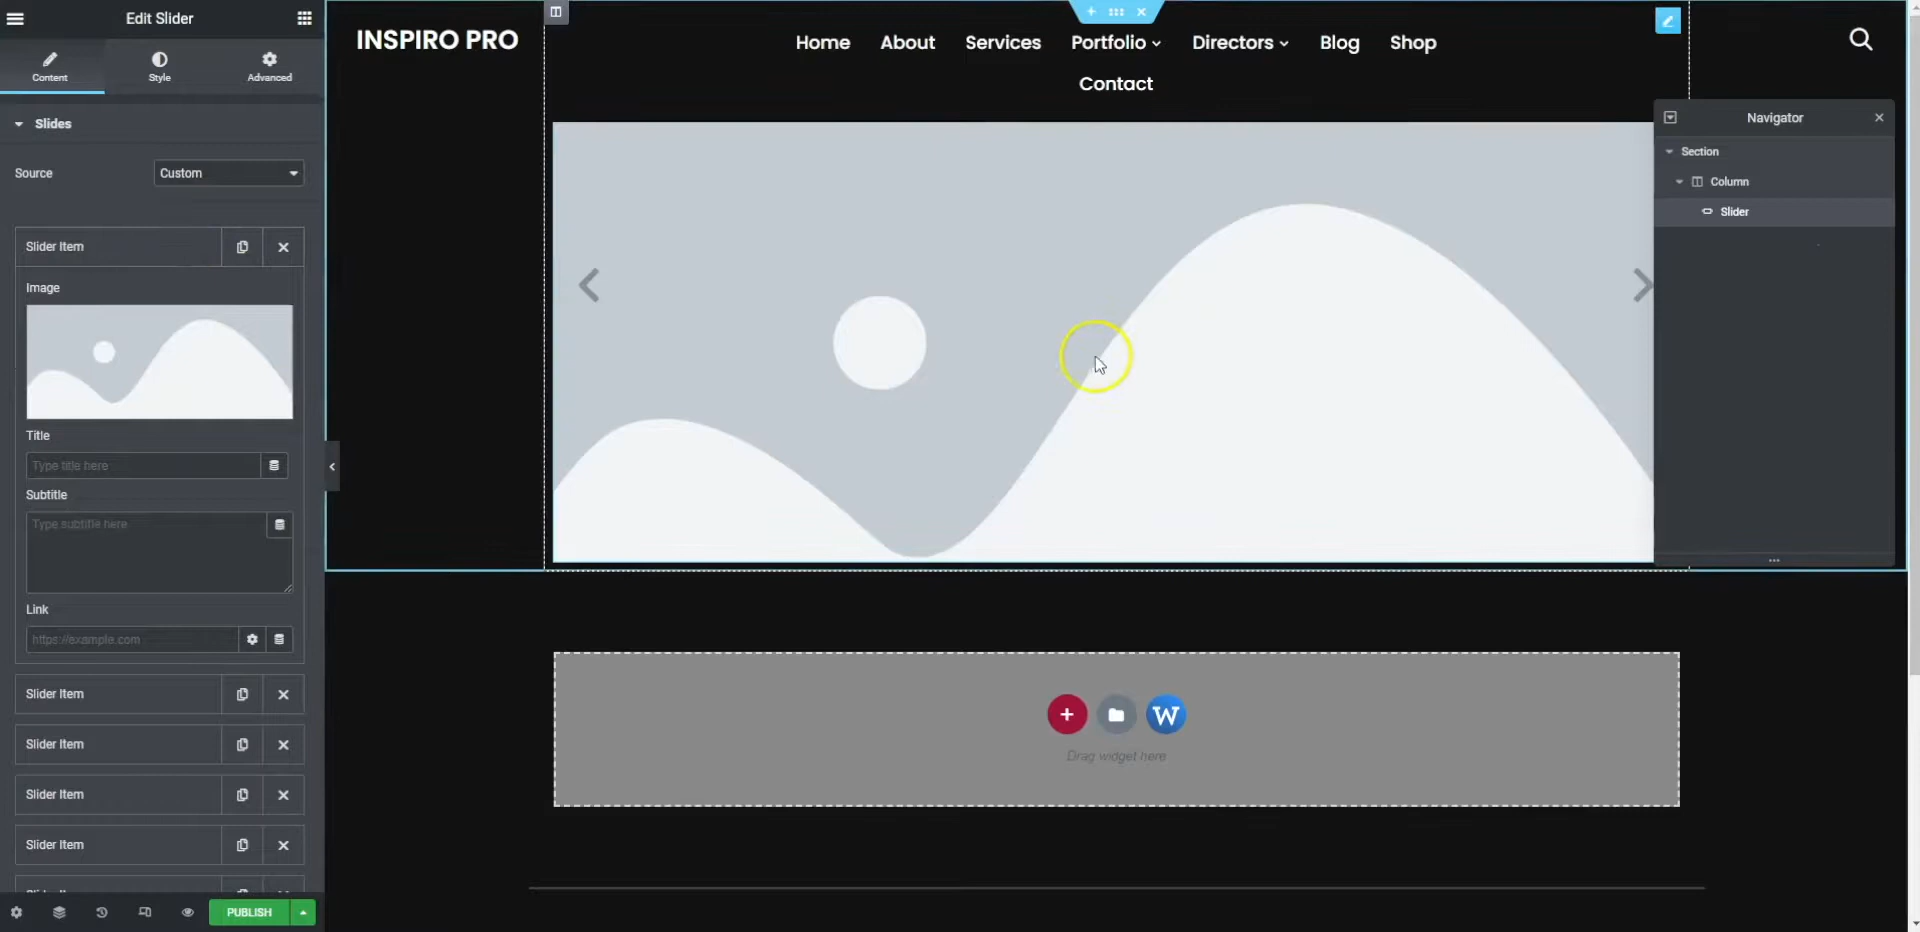 Edit Slider
Content
Style
Advanced
Slides
Source
Custom
Slider Item
Image
Title
Type title here
Subtitle
Type subtitle here
Link
https://example.com
Slider Item
Slider Item
Slider Item
Slider Item
PUBLISH
INSPIRO PRO
Home
About
Services
Portfolio
Directors
Blog
Shop
Contact
Navigator
Section
Column
Slider
W
Drag widget here